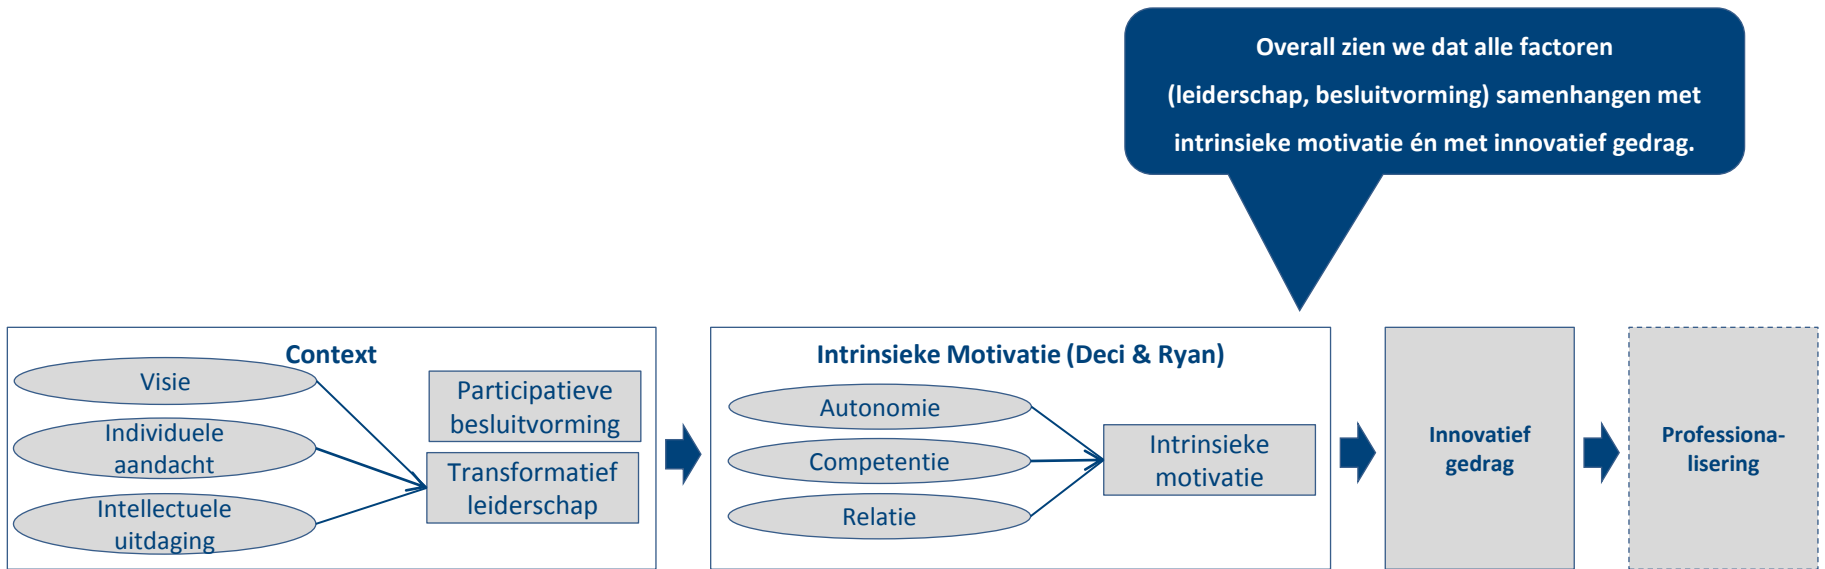 Overall zien we dat alle factoren
(leiderschap, besluitvorming) samenhangen met
intrinsieke motivatie én met innovatief gedrag.
Context
Visie
Individuele
aandacht
Intellectuele
uitdaging
Participatieve
besluitvorming
Transformatief
leiderschap
Intrinsieke Motivatie (Deci & Ryan)
Autonomie
Competentie
Relatie
Intrinsieke
motivatie
Innovatief
gedrag
Professiona-
lisering